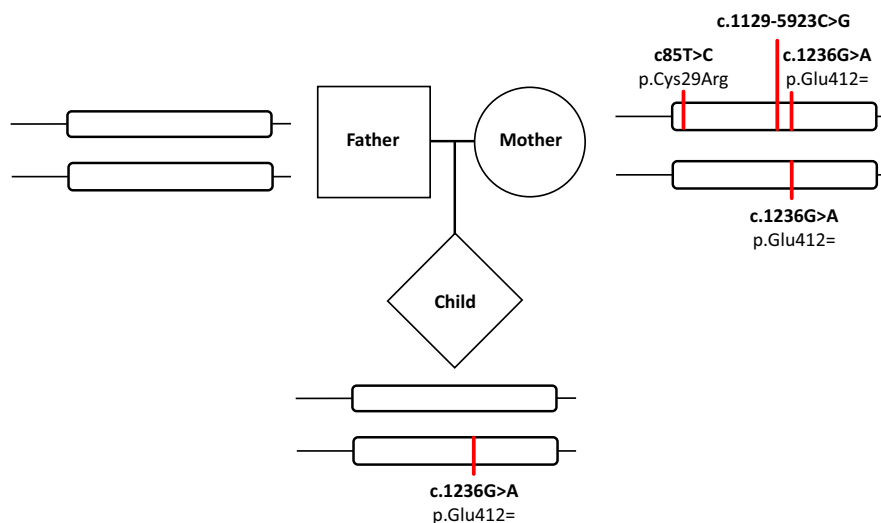 c.1129-5923C>G
c85T>C
c.1236G>A
p.Cys29Arg
p.Glu412=
Father
Mother
c.1236G>A
p.Glu412=
Child
c.1236G>A
p.Glu412=